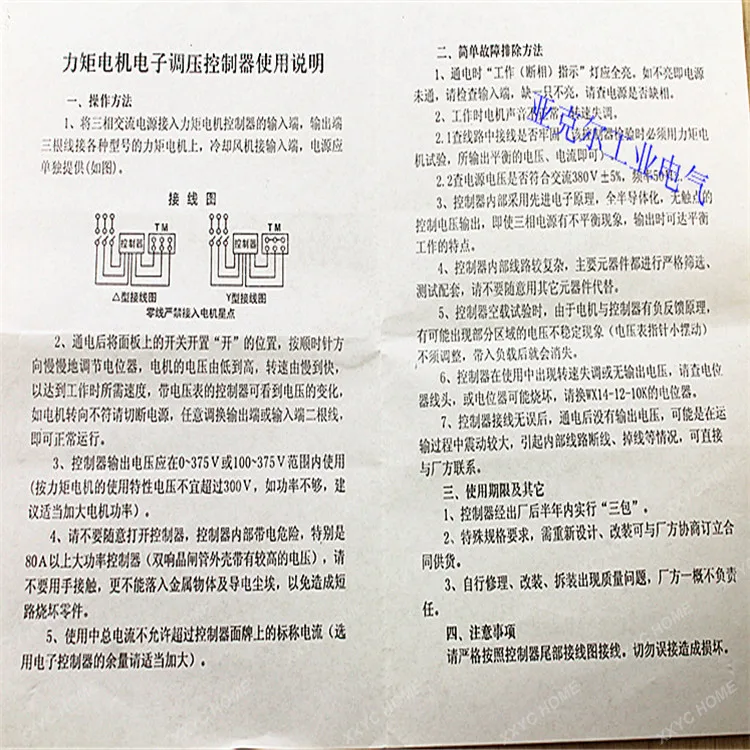 力矩电机电子调压控制器使用说明
一、操作方法
1、将三相交流电源接入力矩电机控制器的输入端，输出端
三根线接各种型号的力矩电机上，冷却风机接输入端，电源应
单独提供(如图)。
接线图
TM
TM
控制器
控制器
△型接线图
Y型接线图
零线严禁接入电机星点
2、通电后将面板上的开关开置“开”的位置，按顺时针方
向慢慢地调节电位器，电机的电压由低到高，转速由慢到快，
以达到工作时所需速度，带电压表的控制器可看到电压的变化，
如电机转向不符请切断电源，任意调换输出端或输入端二根线，
即可正常运行。
3、控制器输出电压应在0~375V或100~375V范围内使用
(按力矩电机的使用特性电压不宜超过300V，如功率不够，建
议适当加大电机功率)。
4、请不要随意打开控制器，控制器内部带电危险，特别是
80A以上大功率控制器（双响晶闸管外壳带有较高的电压），请
不要用手接触，更不能落入金属物体及导电尘埃，以免造成短
路烧坏零件。
5、使用中总电流不允许超过控制器面牌上的标称电流（选
用电子控制器的余量请适当加大）。
二、简单故障排除方法
1、通电时“工作（断相）指示”灯应全亮，如不亮即电源
未通，请检查输入端，缺一只不亮，请查电源是否缺相。
2、工作时电机声音 转速失调。
2.1查线路中接线是否牢固 检验时必须用力矩电
机试验，所输出平衡的电压、电流即可
2.2查电源电压是否符合交流380V±5%，频率50
3、控制器内部采用先进电子原理，全半导体化，无触点的
控制电压输出，即使三相电源有不平衡现象，输出时可达平衡
工作的特点。
4、控制器内部线路较复杂，主要元器件都进行严格筛选、
测试配套，请不要随意用其它元器件代替。
5、控制器空载试验时，由于电机与控制器有负反馈原理，
有可能出现部分区域的电压不稳定现象（电压表指针小摆动）
不须调整，带入负载后就会消失。
6、控制器在使用中出现转速失调或无输出电压，请查电位
器线头，或电位器可能烧坏，请换WX14-12-10K的电位器。
7、控制器接线无误后，通电后没有输出电压，可能是在运
输过程中震动较大，引起内部线路断线、掉线等情况，可直接
与厂方联系。
三、使用期限及其它
1、控制器经出厂后半年内实行“三包”。
2、特殊规格要求，需重新设计、改装可与厂方协商订立合
同供货。
3、自行修理、改装、拆装出现质量问题，厂方一概不负责
任。
四、注意事项
请严格按照控制器尾部接线图接线，切勿误接造成损坏。
亚克尔工业电气
XXYC HOME
XXYC HOME
XXYC HOME